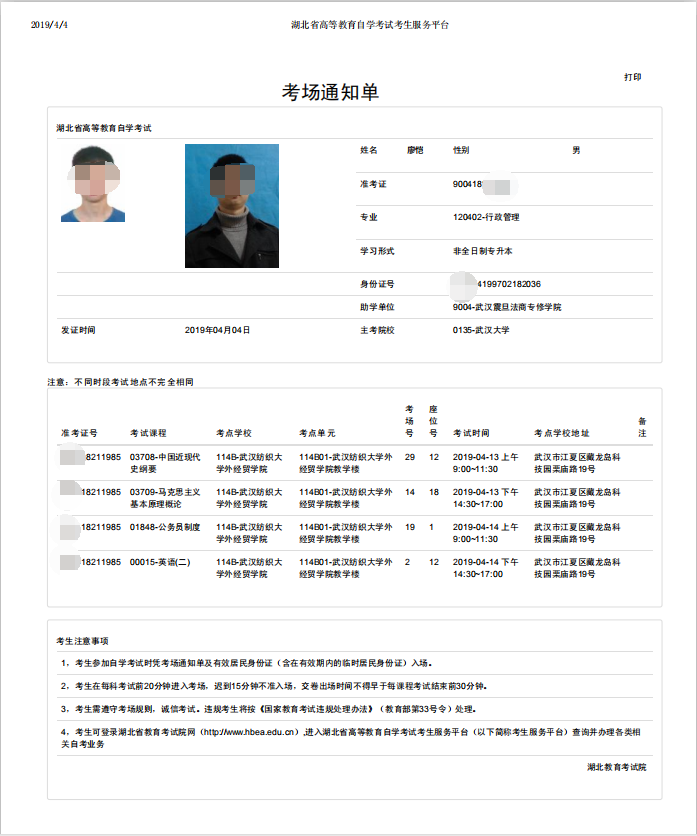 2019/4/4
湖北省高等教育自学考试考生服务平台
打印
考场通知单
湖北省高等教育自学考试
姓名 廖恺 性别 男
准考证 900418
专业 120402-行政管理
学习形式 非全日制专升本
身份证号 4199702182036
助学单位 9004-武汉震旦法商专修学院
发证时间 2019年04月04日 主考院校 0135-武汉大学
注意：不同时段考试地点不完全相同
准考证号 考试课程 考点学校 考点单元 考场号 座位号 考试时间 考点学校地址 备注
18211985 03708-中国近现代史纲要 114B-武汉纺织大学外经贸学院 114B01-武汉纺织大学外经贸学院教学楼 29 12 2019-04-13 上午 9:00~11:30 武汉市江夏区藏龙岛科技园栗庙路19号
18211985 03709-马克思主义基本原理概论 114B-武汉纺织大学外经贸学院 114B01-武汉纺织大学外经贸学院教学楼 14 18 2019-04-13 下午 14:30~17:00 武汉市江夏区藏龙岛科技园栗庙路19号
18211985 01848-公务员制度 114B-武汉纺织大学外经贸学院 114B01-武汉纺织大学外经贸学院教学楼 19 1 2019-04-14 上午 9:00~11:30 武汉市江夏区藏龙岛科技园栗庙路19号
18211985 00015-英语(二) 114B-武汉纺织大学外经贸学院 114B01-武汉纺织大学外经贸学院教学楼 2 12 2019-04-14 下午 14:30~17:00 武汉市江夏区藏龙岛科技园栗庙路19号
考生注意事项
1，考生参加自学考试时凭考场通知单及有效居民身份证（含在有效期内的临时居民身份证）入场。
2，考生在每科考试前20分钟进入考场，迟到15分钟不准入场，交卷出场时间不得早于每课程考试结束前30分钟。
3，考生需遵守考场规则，诚信考试。违规考生将按《国家教育考试违规处理办法》（教育部第33号令）处理。
4，考生可登录湖北省教育考试院网（http://www.hbea.edu.cn）,进入湖北省高等教育自学考试考生服务平台（以下简称考生服务平台）查询并办理各类相
关自考业务
湖北教育考试院